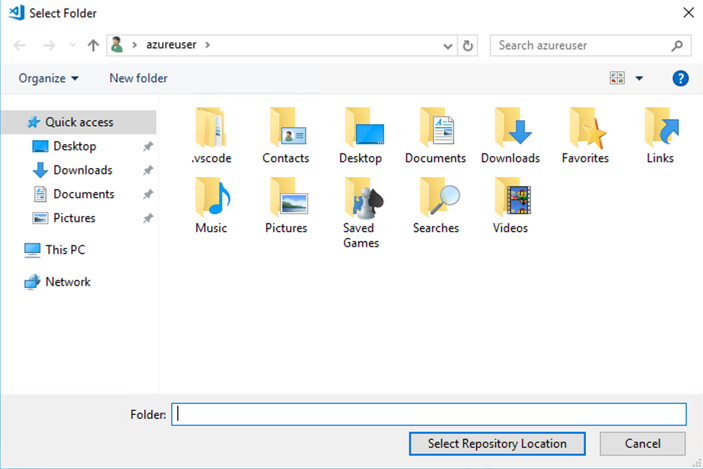 Select Folder
azureuser
Search azureuser
Organize
New folder
?
Quick access
Desktop
Downloads
Documents
Pictures
This PC
Network
.vscode
Contacts
Desktop
Documents
Downloads
Favorites
Links
Music
Pictures
Saved
Games
Searches
Videos
Folder:
Select Repository Location
Cancel